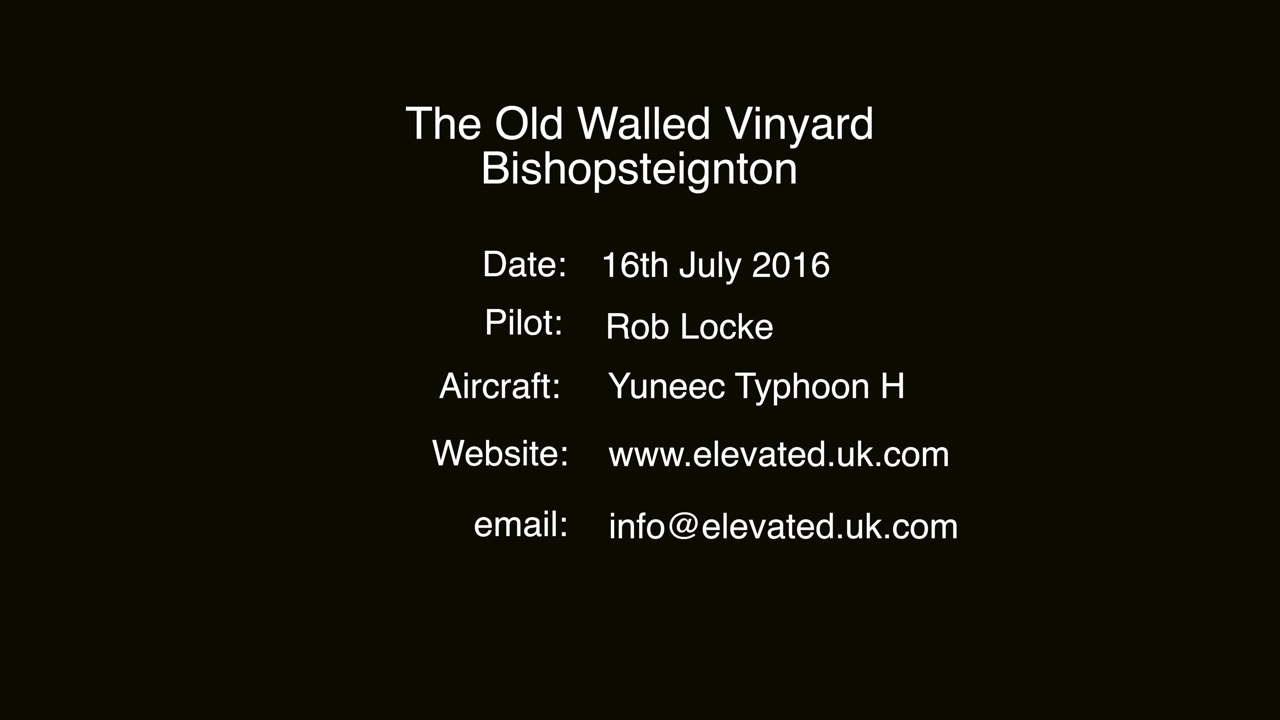 The Old Walled Vinyard
Bishopsteignton
Date: 16th July 2016
Pilot: Rob Locke
Aircraft: Yuneec Typhoon H
Website: www.elevated.uk.com
email: info@elevated.uk.com